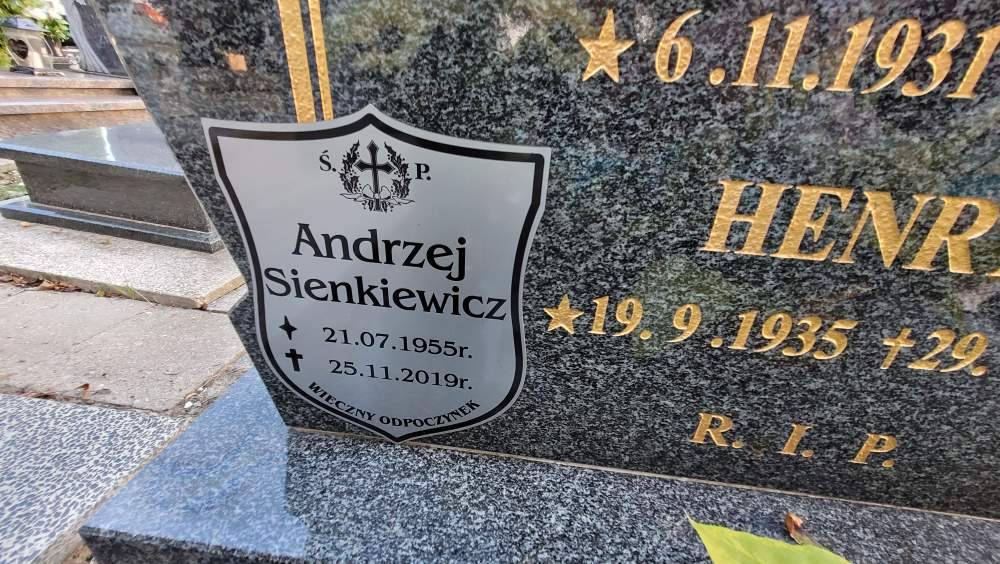 Ś. P.
Andrzej
Sienkiewicz
21.07.1955r.
25.11.2019r.
WIECZNY ODPOCZYNEK
★ 6.11.1931
HENR
★ 19.9.1935 † 29.
R. I. P.